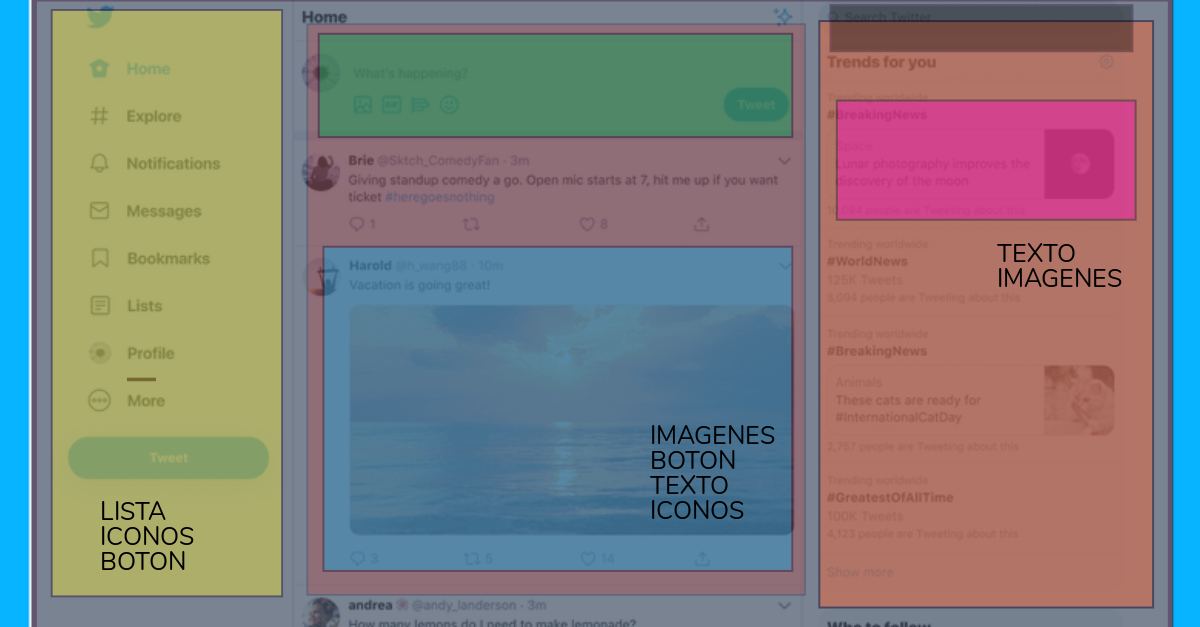 Home
Explore
Notifications
Messages
Bookmarks
Lists
Profile
More
Tweet
LISTA
ICONOS
BOTON
Home
What's happening?
Tweet
Brie @Sktch_ComedyFan · 3m
Giving standup comedy a go. Open mic starts at 7, hit me up if you want
ticket #heregoesnothing
1 8
Harold @h_wang88 · 10m
Vacation is going great!
IMAGENES
BOTON
TEXTO
ICONOS
3 5 14
andrea @andy_landerson · 3m
How many lemons do I need to make lemonade?
Search Twitter
Trends for you
Trending worldwide
#BreakingNews
Space
Lunar photography improves the
discovery of the moon
10,094 people are Tweeting about this
TEXTO
IMAGENES
Trending worldwide
#WorldNews
125K Tweets
5,094 people are Tweeting about this
Trending worldwide
#BreakingNews
Animals
These cats are ready for
#InternationalCatDay
2,757 people are Tweeting about this
Trending worldwide
#GreatestOfAllTime
100K Tweets
4,123 people are Tweeting about this
Show more
Who to follow